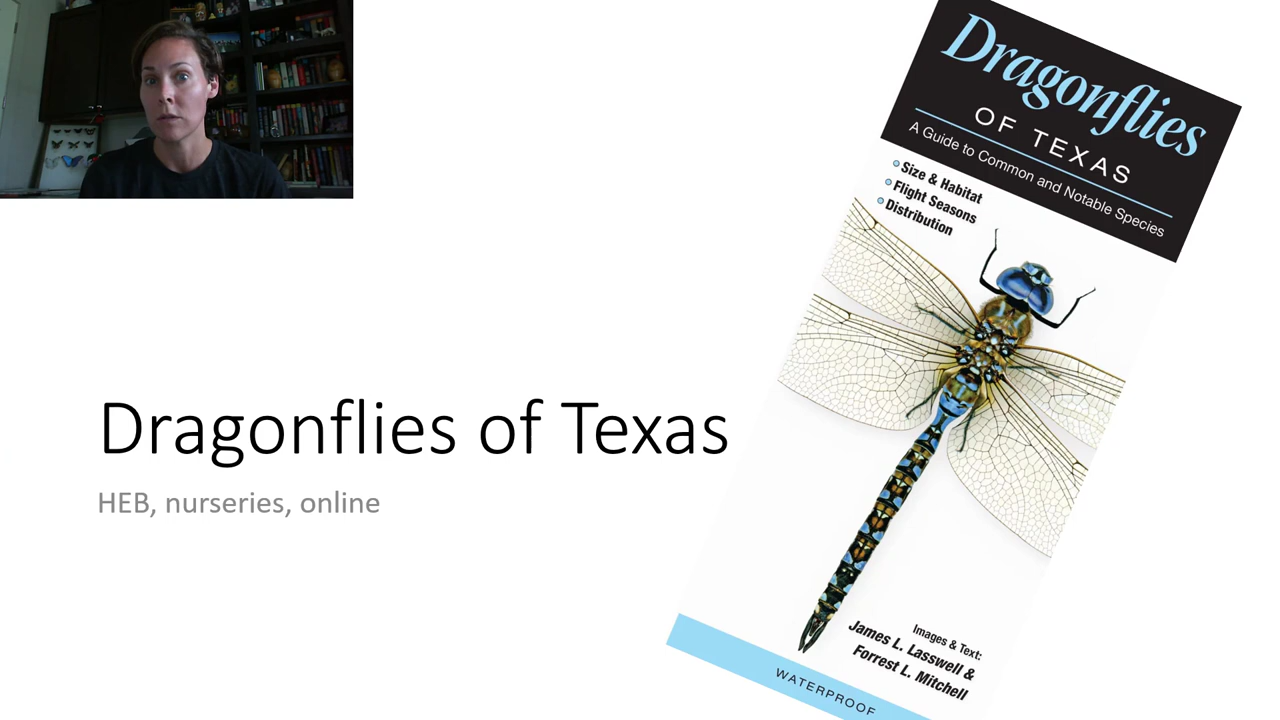 Dragonflies
OF TEXAS
A Guide to Common and Notable Species
Size & Habitat
Flight Seasons
Distribution
Dragonflies of Texas
HEB, nurseries, online
Images & Text:
James L. Lasswell &
Forrest L. Mitchell
WATERPROOF